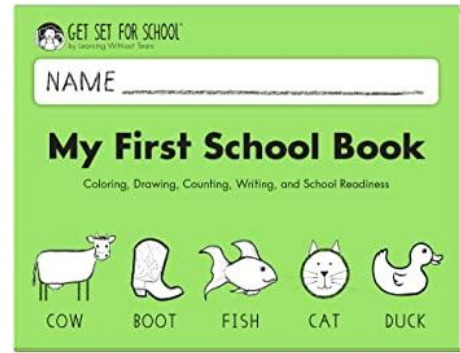 GET SET FOR SCHOOL®
by Learning Without Tears
NAME
My First School Book
Coloring, Drawing, Counting, Writing, and School Readiness
COW BOOT FISH CAT DUCK